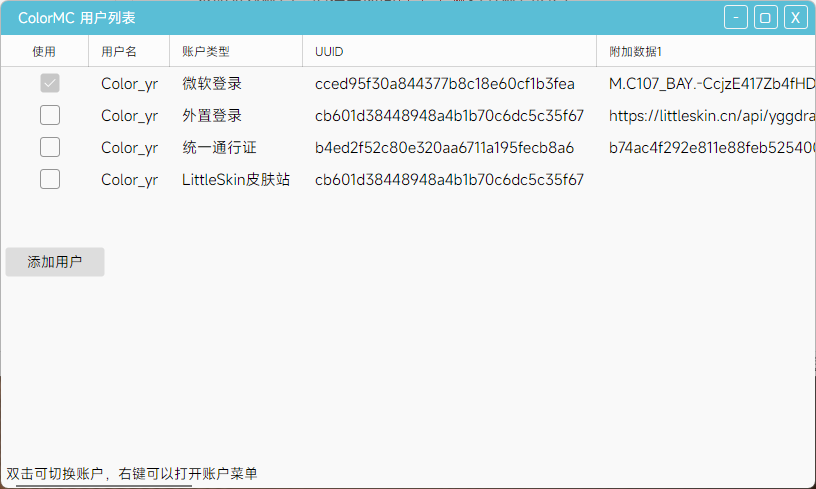 ColorMC 用户列表
使用 用户名 账户类型 UUID 附加数据1
Color_yr 微软登录 cced95f30a844377b8c18e60cf1b3fea M.C107_BAY.-CcjzE417Zb4fHD
Color_yr 外置登录 cb601d38448948a4b1b70c6dc5c35f67 https://littleskin.cn/api/yggdra
Color_yr 统一通行证 b4ed2f52c80e320aa6711a195fecb8a6 b74ac4f292e811e88feb525400
Color_yr LittleSkin皮肤站 cb601d38448948a4b1b70c6dc5c35f67
添加用户
双击可切换账户，右键可以打开账户菜单